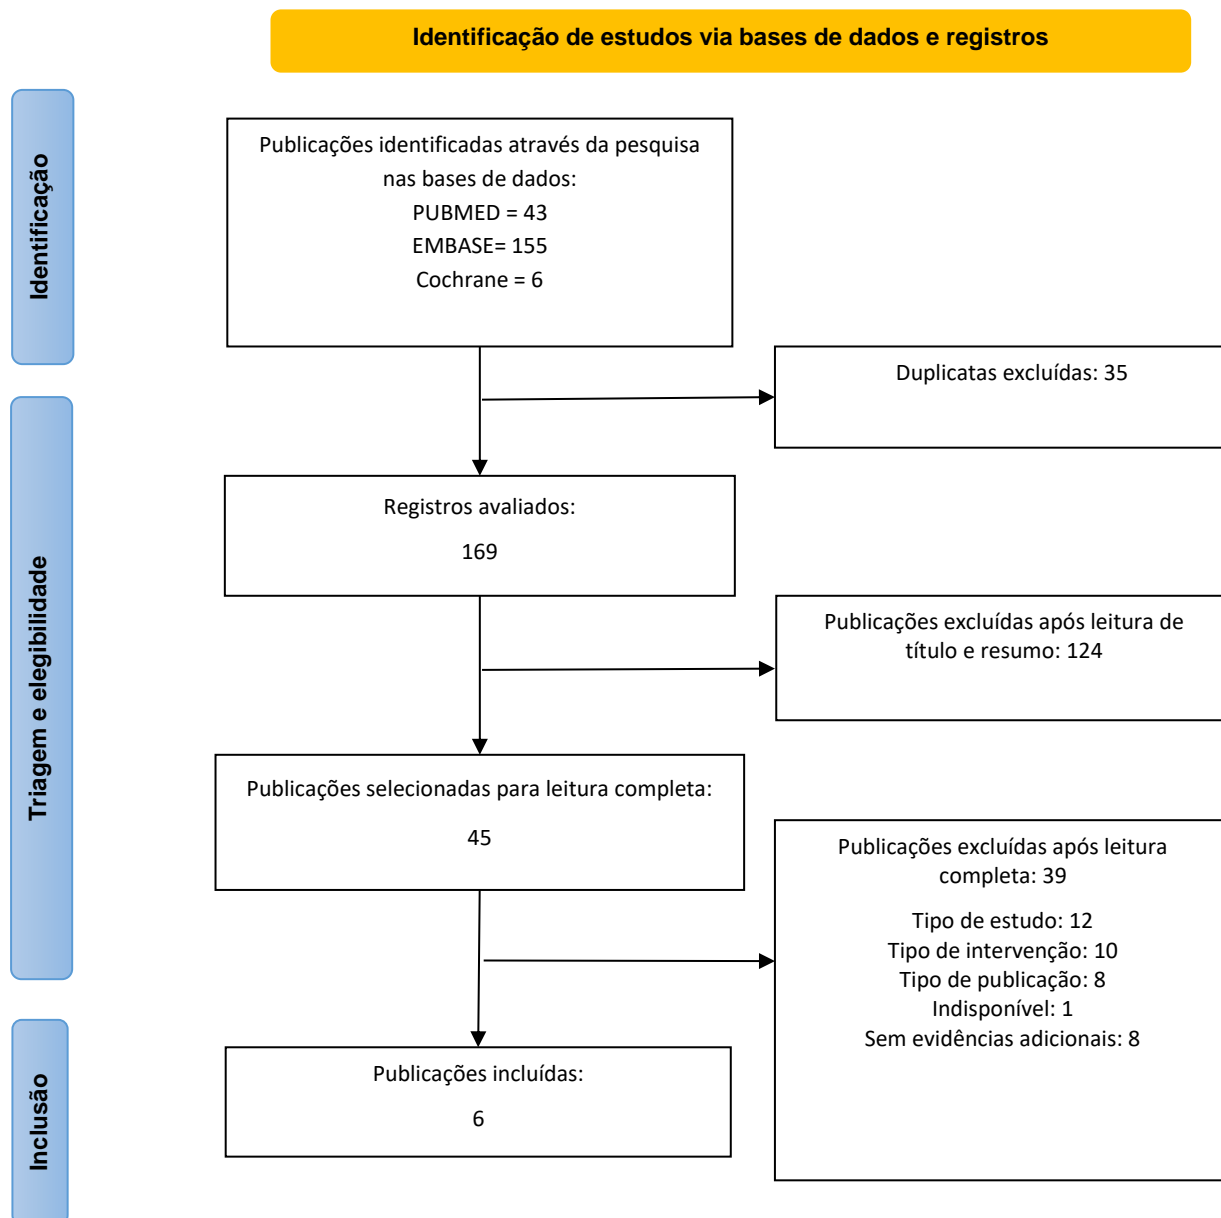 Identificação de estudos via bases de dados e registros
Identificação
Publicações identificadas através da pesquisa
nas bases de dados:
PUBMED = 43
EMBASE= 155
Cochrane = 6
Duplicatas excluídas: 35
Triagem e elegibilidade
Registros avaliados:
169
Publicações excluídas após leitura de
título e resumo: 124
Publicações selecionadas para leitura completa:
45
Publicações excluídas após leitura
completa: 39
Tipo de estudo: 12
Tipo de intervenção: 10
Tipo de publicação: 8
Indisponível: 1
Sem evidências adicionais: 8
Inclusão
Publicações incluídas:
6